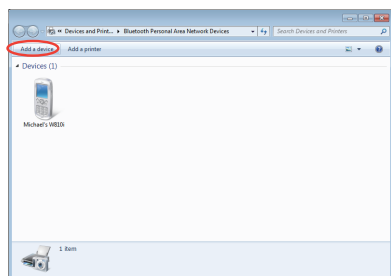 Devices and Print... Bluetooth Personal Area Network Devices
Search Devices and Printers
Add a device Add a printer
Devices (1)
Michael's W810i
1 item